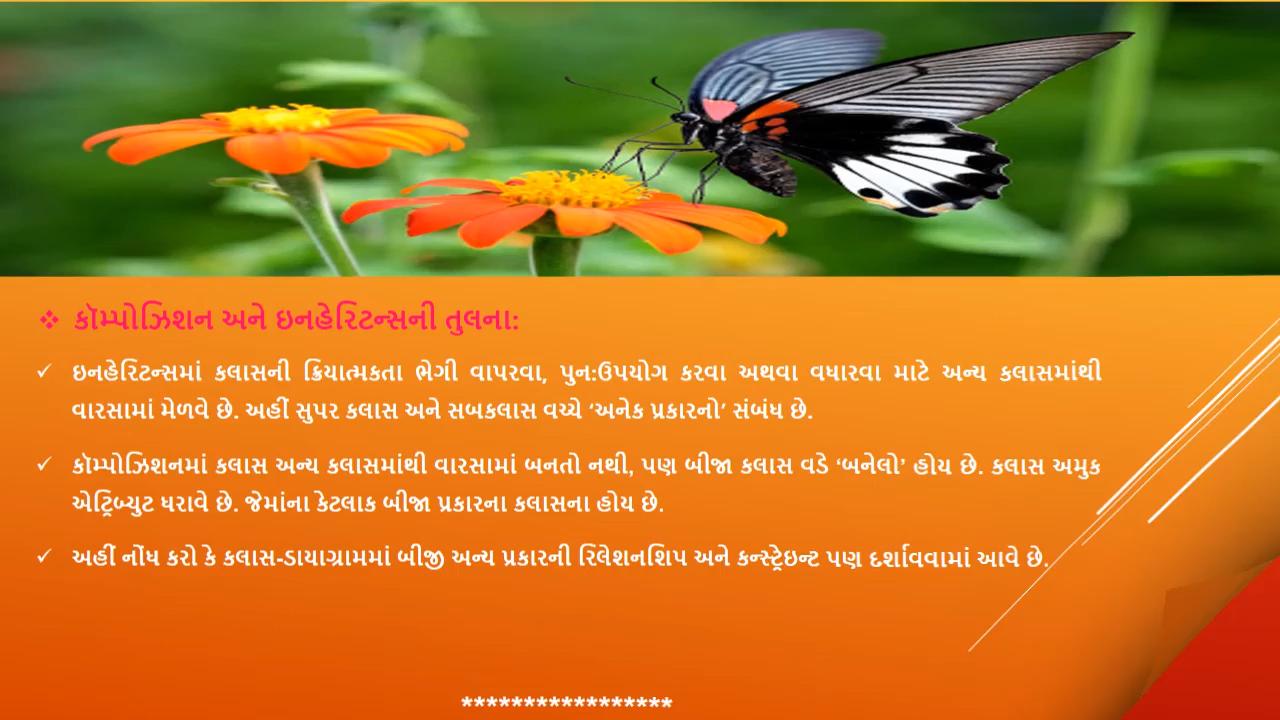 ❖ કૉમ્પોઝિશન અને ઇનહેરિટન્સની તુલના:
✓ ઇનહેરિટન્સમાં કલાસની ક્રિયાત્મકતા ભેગી વાપરવા, પુન:ઉપયોગ કરવા અથવા વધારવા માટે અન્ય કલાસમાંથી
વારસામાં મેળવે છે. અહીં સુપર કલાસ અને સબકલાસ વચ્ચે ‘અનેક પ્રકારનો’ સંબંધ છે.
✓ કૉમ્પોઝિશનમાં કલાસ અન્ય કલાસમાંથી વારસામાં બનતો નથી, પણ બીજા કલાસ વડે ‘બનેલો’ હોય છે. કલાસ અમુક
એટ્રિબ્યુટ ધરાવે છે. જેમાંના કેટલાક બીજા પ્રકારના કલાસના હોય છે.
✓ અહીં નોંધ કરો કે કલાસ-ડાયાગ્રામમાં બીજી અન્ય પ્રકારની રિલેશનશિપ અને કન્સ્ટ્રેઇન્ટ પણ દર્શાવવામાં આવે છે.
*****************